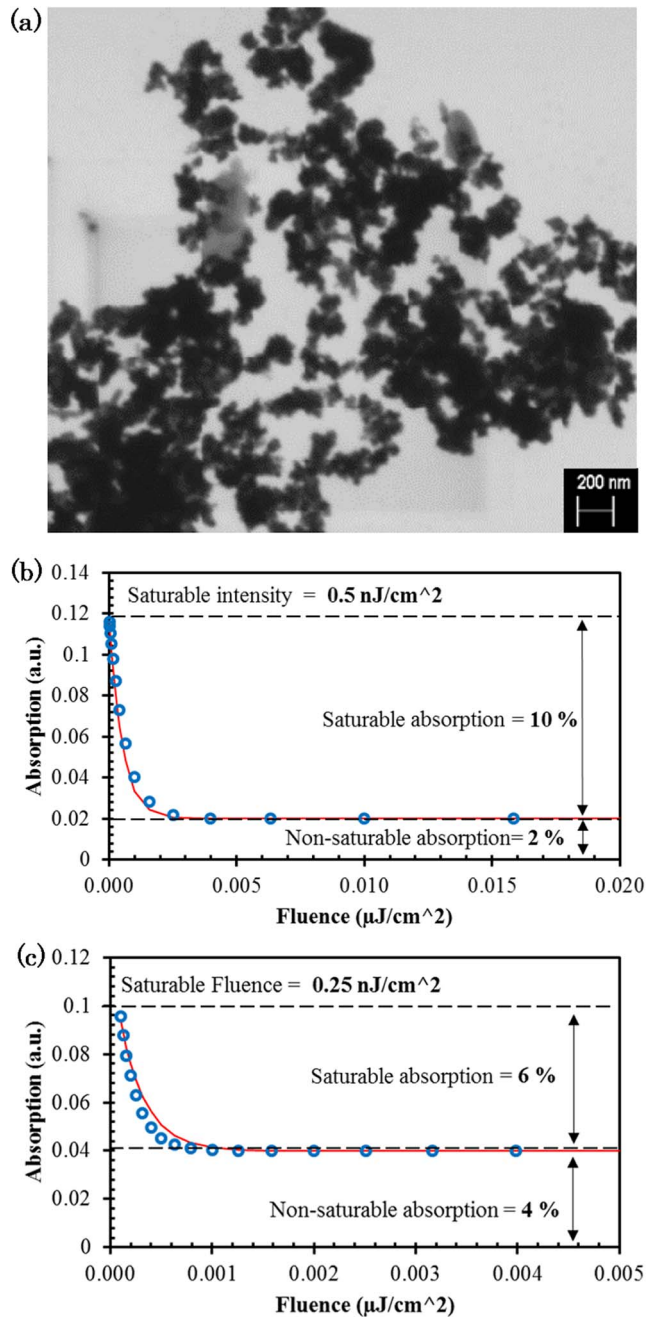 (a)
200 nm
(b)
0.14
0.12
0.1
0.08
0.06
0.04
0.02
0
Absorption (a.u.)
Saturable intensity = 0.5 nJ/cm^2
Saturable absorption = 10 %
Non-saturable absorption= 2 %
0.000 0.005 0.010 0.015 0.020
Fluence (µJ/cm^2)
(c)
0.12
0.1
0.08
0.06
0.04
0.02
0
Absorption (a.u.)
Saturable Fluence = 0.25 nJ/cm^2
Saturable absorption = 6 %
Non-saturable absorption = 4 %
0.000 0.001 0.002 0.003 0.004 0.005
Fluence (µJ/cm^2)